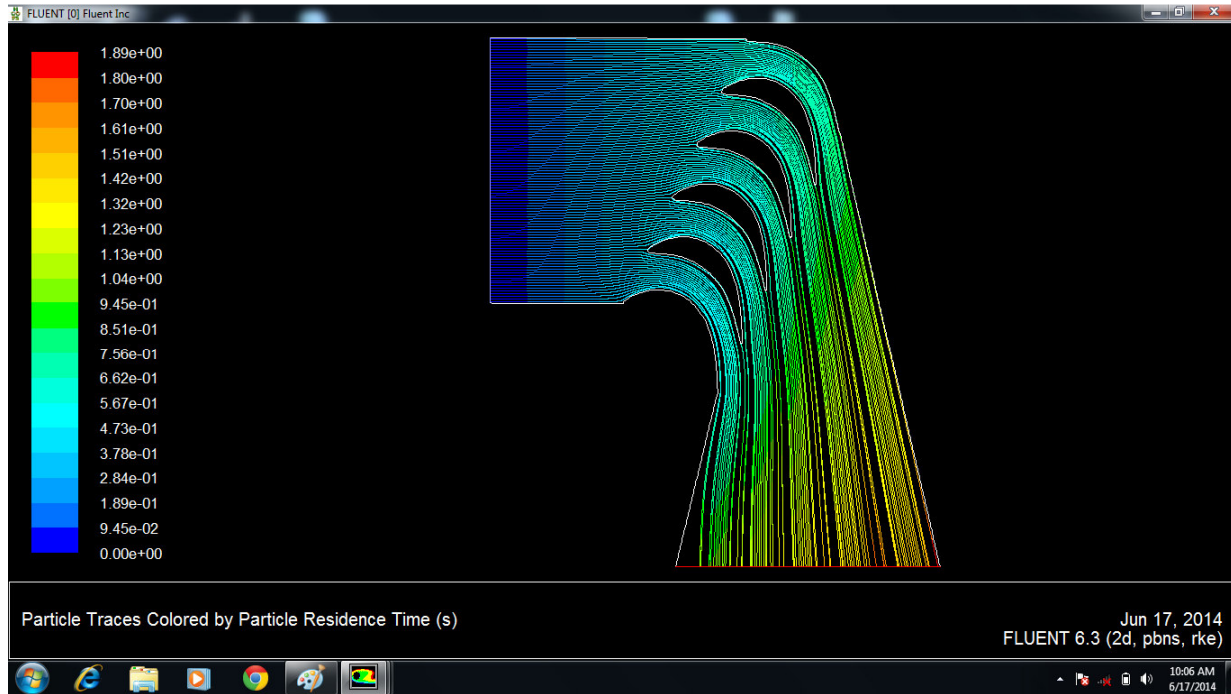 FLUENT [0] Fluent Inc
1.89e+00
1.80e+00
1.70e+00
1.61e+00
1.51e+00
1.42e+00
1.32e+00
1.23e+00
1.13e+00
1.04e+00
9.45e-01
8.51e-01
7.56e-01
6.62e-01
5.67e-01
4.73e-01
3.78e-01
2.84e-01
1.89e-01
9.45e-02
0.00e+00
Particle Traces Colored by Particle Residence Time (s)
Jun 17, 2014
FLUENT 6.3 (2d, pbns, rke)
10:06 AM
6/17/2014